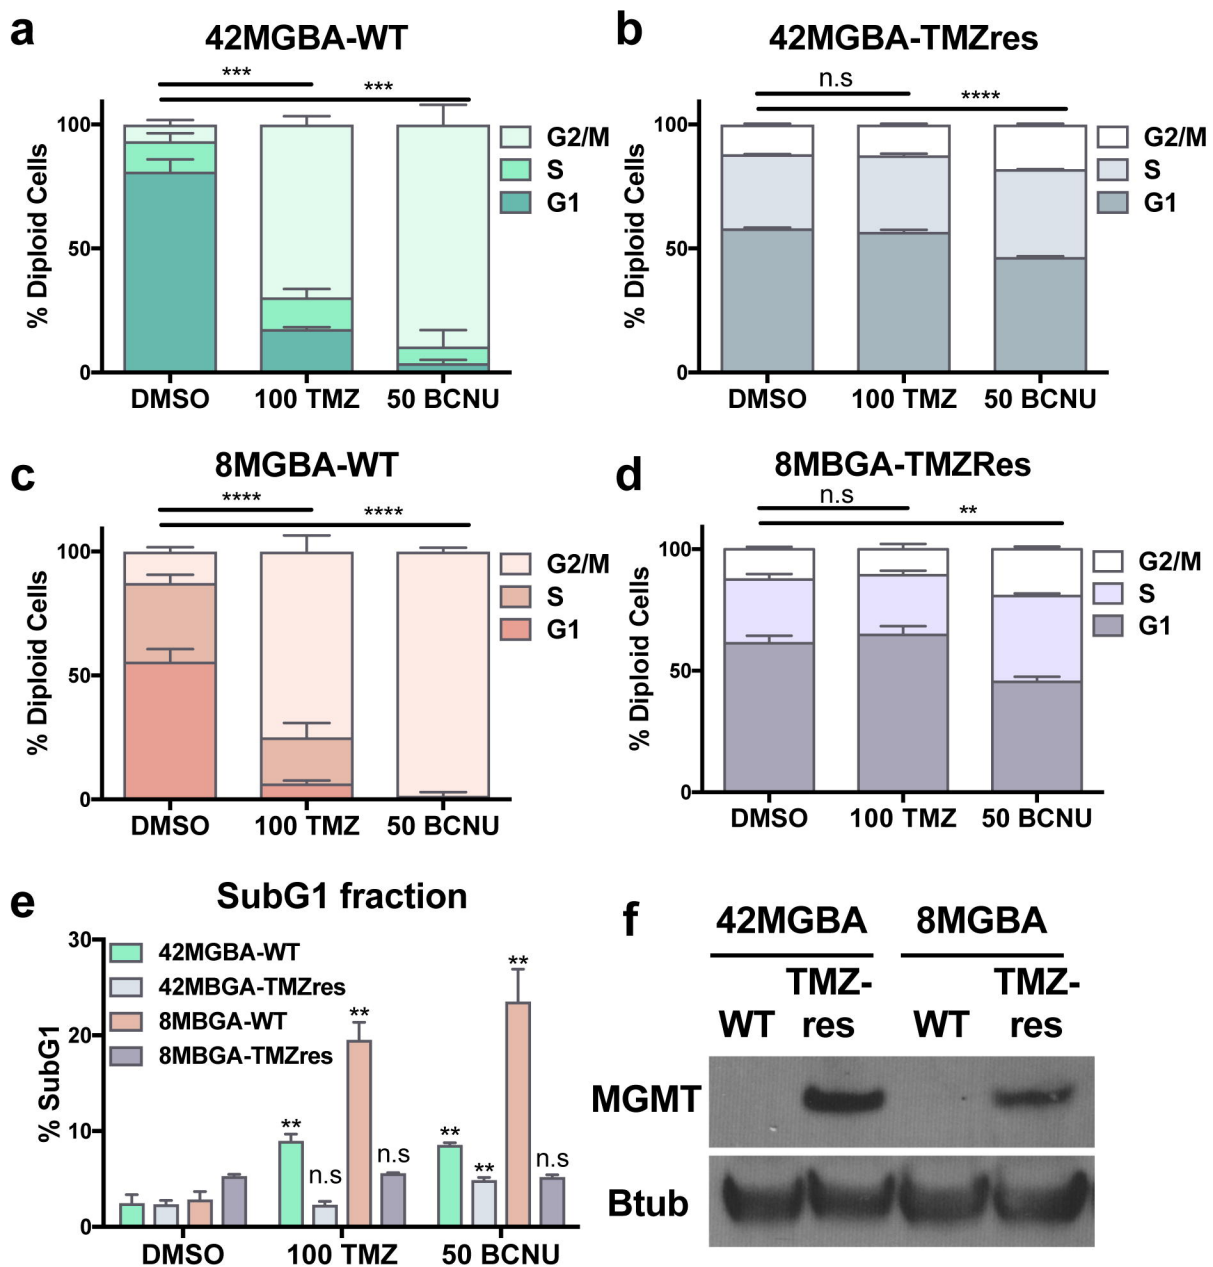 a
42MGBA-WT
***
***
100
50
0
% Diploid Cells
G2/M
S
G1
DMSO 100 TMZ 50 BCNU
b
42MGBA-TMZres
n.s
****
100
50
0
% Diploid Cells
G2/M
S
G1
DMSO 100 TMZ 50 BCNU
c
8MGBA-WT
****
****
100
50
0
% Diploid Cells
G2/M
S
G1
DMSO 100 TMZ 50 BCNU
d
8MBGA-TMZRes
n.s
**
100
50
0
% Diploid Cells
G2/M
S
G1
DMSO 100 TMZ 50 BCNU
e
SubG1 fraction
30
20
10
0
% SubG1
42MGBA-WT
42MBGA-TMZres
8MBGA-WT
8MBGA-TMZres
** n.s ** ** ** ** n.s
DMSO 100 TMZ 50 BCNU
f
42MGBA 8MGBA
TMZ- TMZ-
WT res WT res
MGMT
Btub